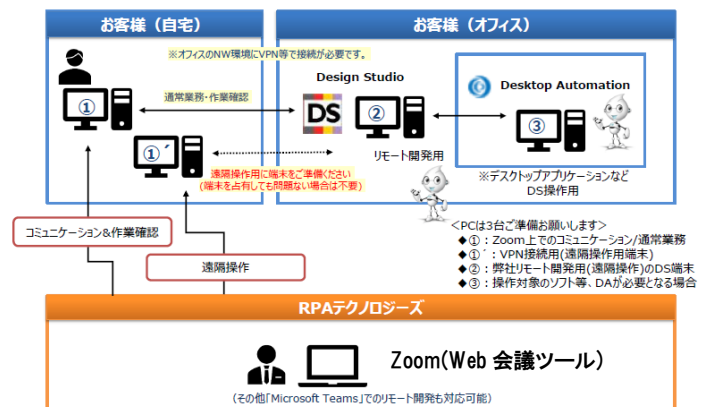 お客様（自宅）
お客様（オフィス）
※オフィスのNW環境にVPN等で接続が必要です。
Design Studio
Desktop Automation
通常業務・作業確認
①
DS
②
③
①´
リモート開発用
遠隔操作用に端末をご準備ください
(端末を占有しても問題ない場合は不要)
※デスクトップアプリケーションなど
DS操作用
コミュニケーション&作業確認
遠隔操作
＜PCは3台ご準備お願いします＞
◆①：Zoom上でのコミュニケーション/通常業務
◆①´：VPN接続用(遠隔操作用端末)
◆②：弊社リモート開発用(遠隔操作)のDS端末
◆③：操作対象のソフト等、DAが必要となる場合
RPAテクノロジーズ
Zoom(Web 会議ツール)
(その他「Microsoft Teams」でのリモート開発も対応可能)